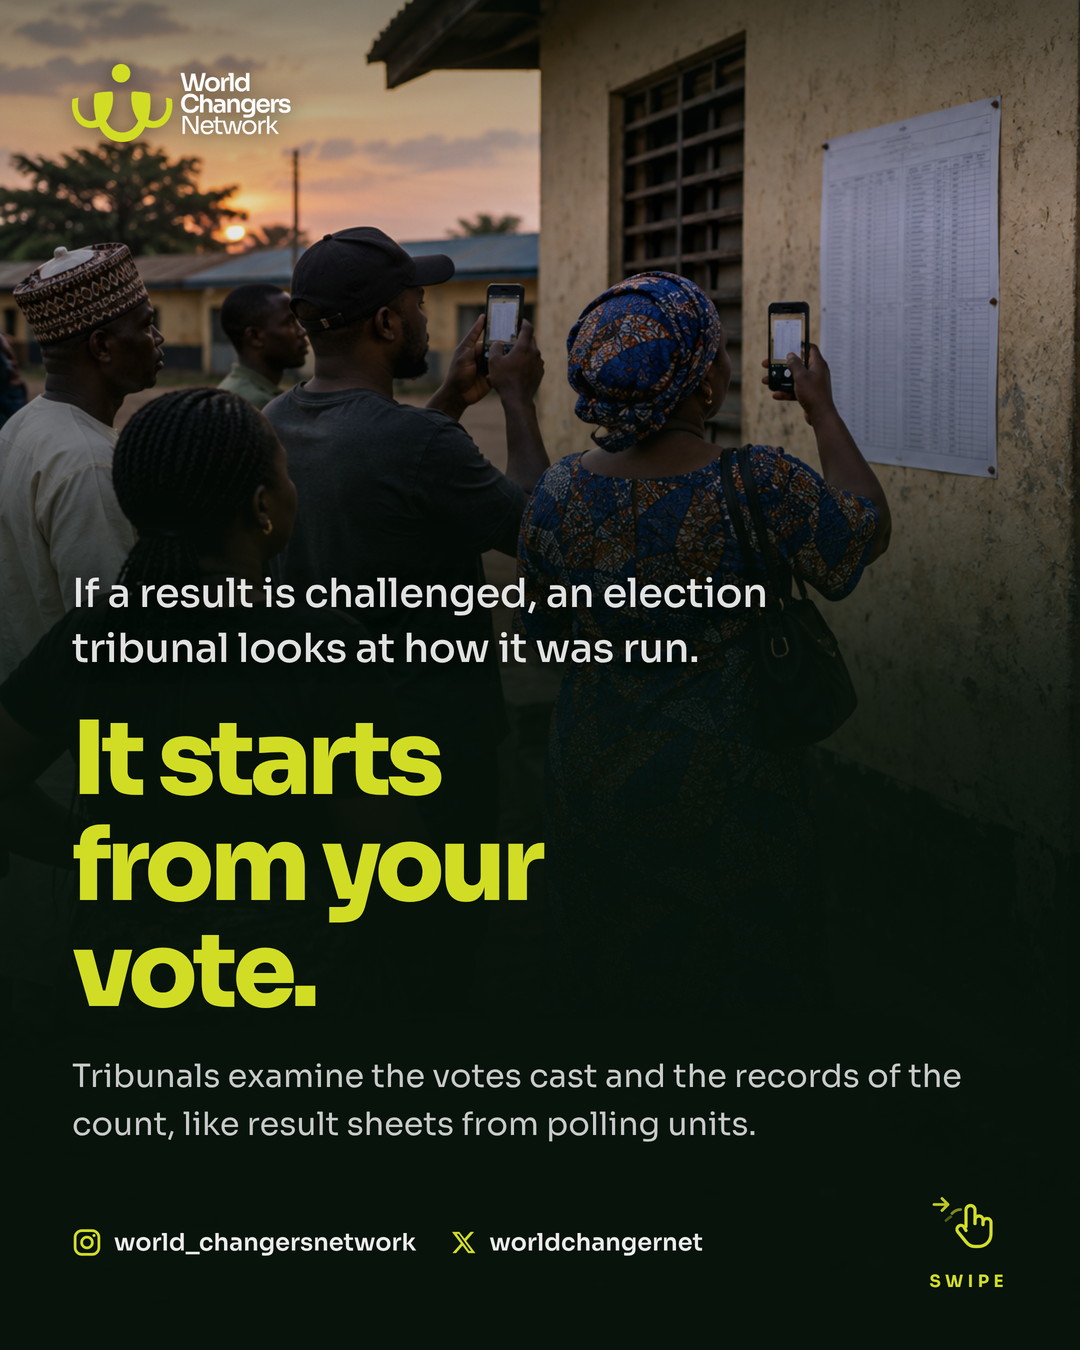 World
Changers
Network
If a result is challenged, an election
tribunal looks at how it was run.
It starts
from your
vote.
Tribunals examine the votes cast and the records of the
count, like result sheets from polling units.
world_changersnetwork
worldchangernet
SWIPE